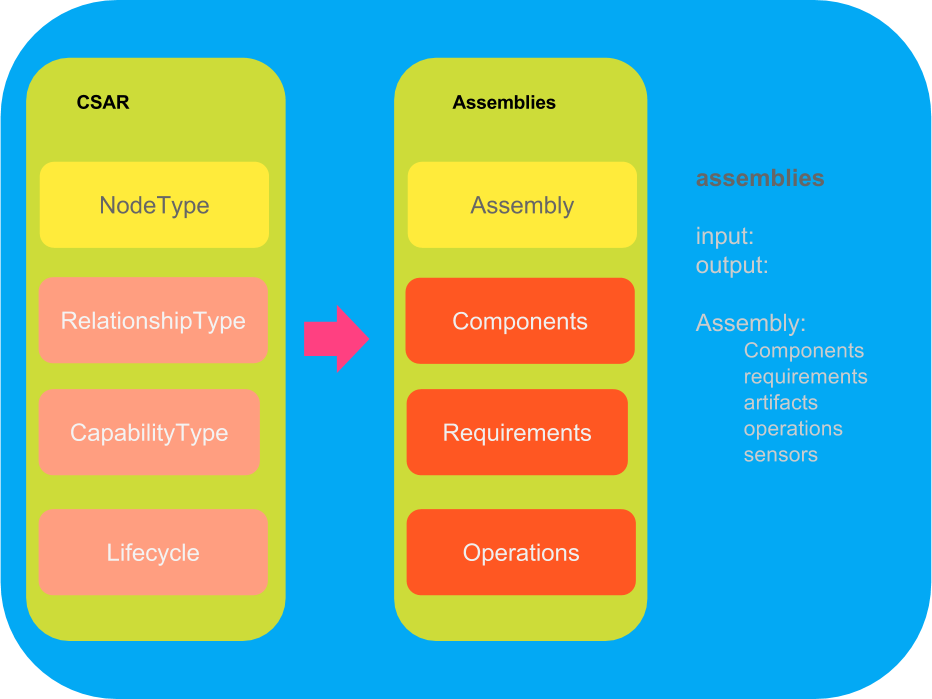 CSAR
NodeType
RelationshipType
CapabilityType
Lifecycle
Assemblies
Assembly
Components
Requirements
Operations
assemblies
input:
output:
Assembly:
Components
requirements
artifacts
operations
sensors